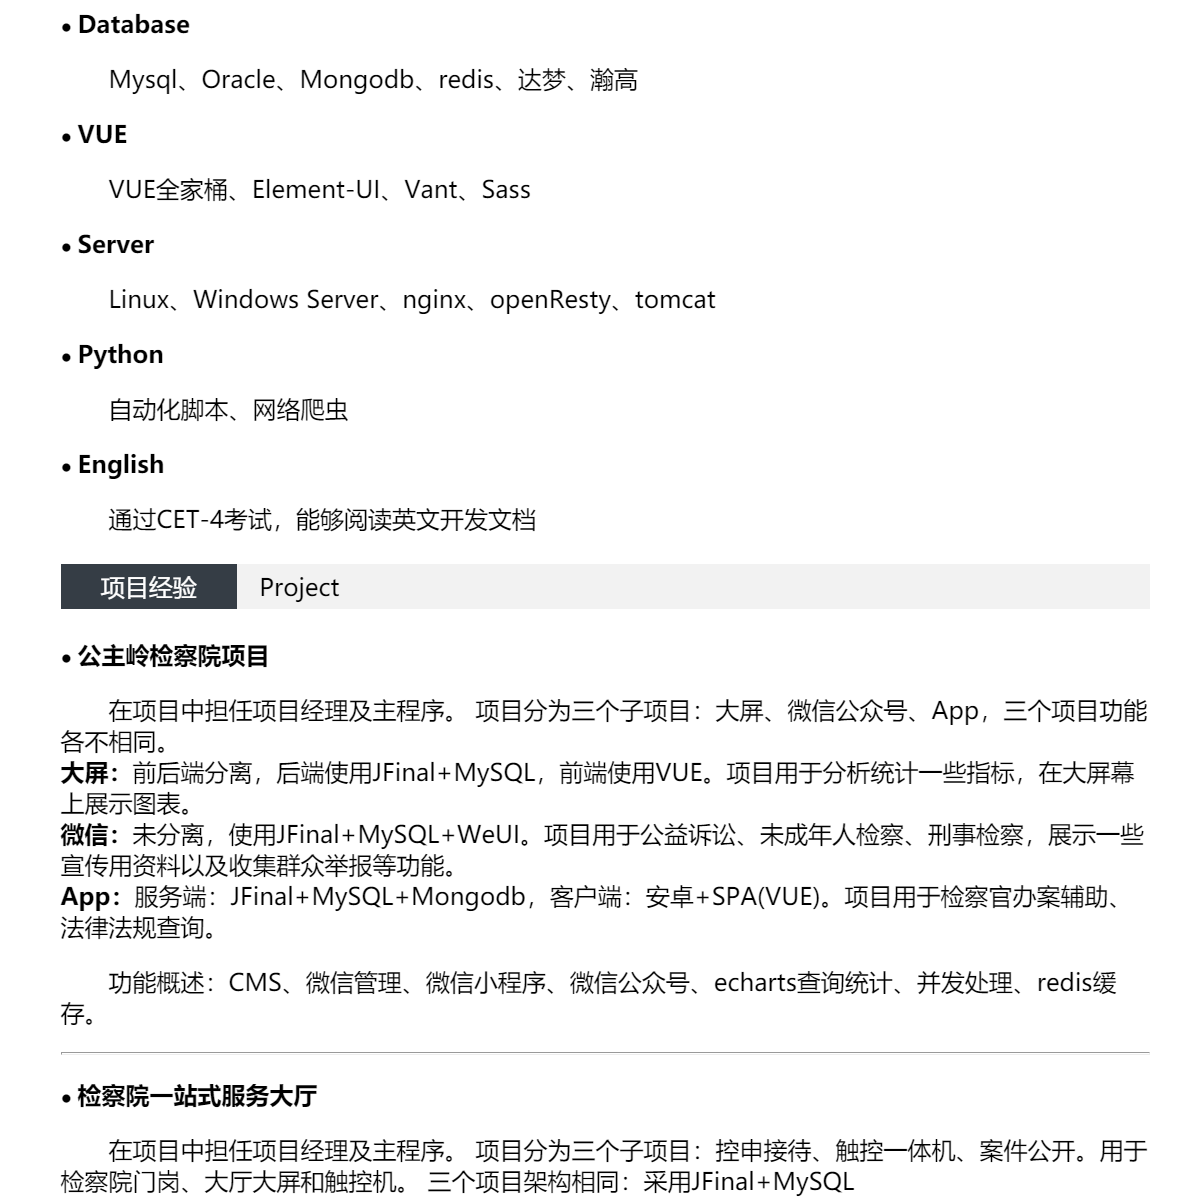 • Database
Mysql、Oracle、Mongodb、redis、达梦、瀚高
• VUE
VUE全家桶、Element-UI、Vant、Sass
• Server
Linux、Windows Server、nginx、openResty、tomcat
• Python
自动化脚本、网络爬虫
• English
通过CET-4考试，能够阅读英文开发文档
项目经验 Project
• 公主岭检察院项目
在项目中担任项目经理及主程序。 项目分为三个子项目：大屏、微信公众号、App，三个项目功能
各不相同。
大屏：前后端分离，后端使用JFinal+MySQL，前端使用VUE。项目用于分析统计一些指标，在大屏幕
上展示图表。
微信：未分离，使用JFinal+MySQL+WeUI。项目用于公益诉讼、未成年人检察、刑事检察，展示一些
宣传用资料以及收集群众举报等功能。
App：服务端：JFinal+MySQL+Mongodb，客户端：安卓+SPA(VUE)。项目用于检察官办案辅助、
法律法规查询。
功能概述：CMS、微信管理、微信小程序、微信公众号、echarts查询统计、并发处理、redis缓
存。
• 检察院一站式服务大厅
在项目中担任项目经理及主程序。 项目分为三个子项目：控申接待、触控一体机、案件公开。用于
检察院门岗、大厅大屏和触控机。 三个项目架构相同：采用JFinal+MySQL